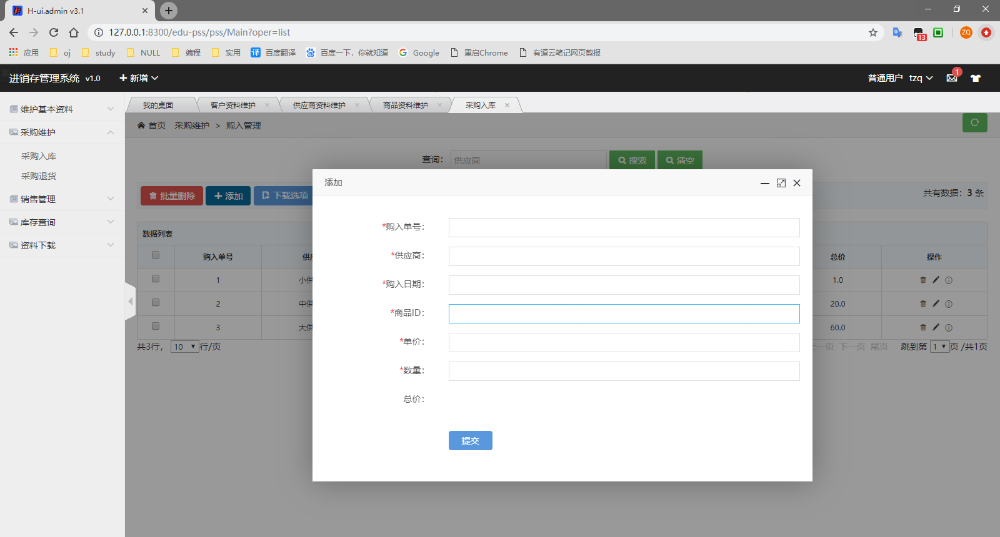 H-ui.admin v3.1
127.0.0.1:8300/edu-pss/pss/Main?oper=list
13
ZQ
应用 oj study NULL 编程 实用 译 百度翻译 百度一下，你就知道 Google 重启Chrome 有道云笔记网页剪报
进销存管理系统 v1.0 新增 普通用户 tzq 1
维护基本资料
采购维护
采购入库
采购退货
销售管理
库存查询
资料下载
我的桌面 客户资料维护 供应商资料维护 商品资料维护 采购入库
首页 采购维护 > 购入管理
查询： 供应商 搜索 清空
批量删除 添加 下载选项 共有数据：3 条
数据列表
购入单号 总价 操作
1 小供 1.0
2 中供 20.0
3 大供 60.0
共3行， 10 行/页 一页 下一页 尾页 跳到第 1 页 /共1页
添加
*购入单号：
*供应商：
*购入日期：
*商品ID：
*单价：
*数量：
总价：
提交